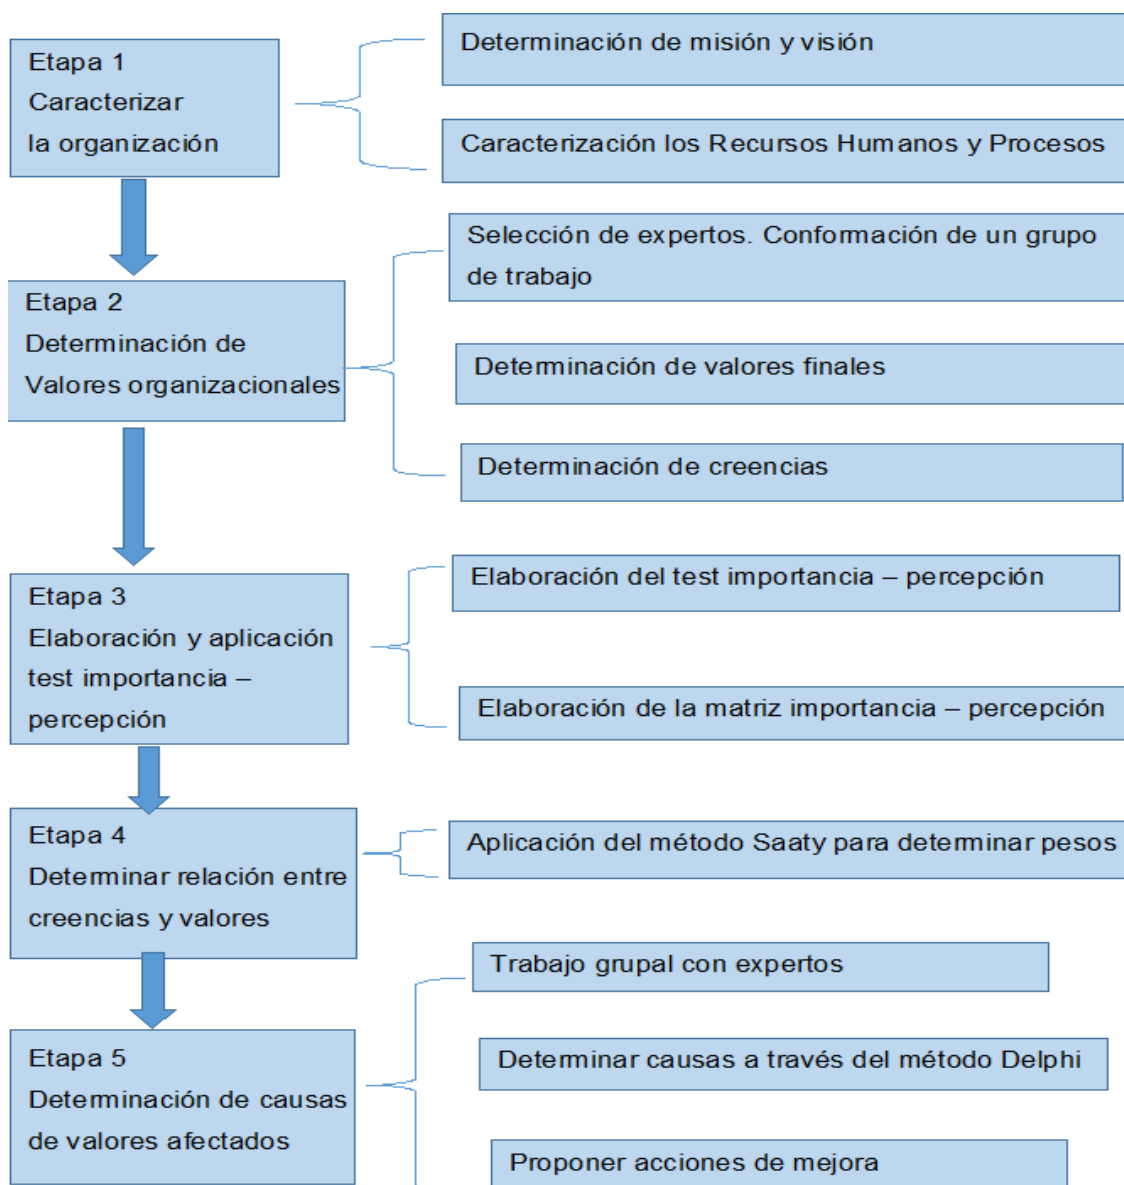 Etapa 1
Caracterizar
la organización
Determinación de misión y visión
Caracterización los Recursos Humanos y Procesos
Etapa 2
Determinación de
Valores organizacionales
Selección de expertos. Conformación de un grupo
de trabajo
Determinación de valores finales
Determinación de creencias
Etapa 3
Elaboración y aplicación
test importancia –
percepción
Elaboración del test importancia – percepción
Elaboración de la matriz importancia – percepción
Etapa 4
Determinar relación entre
creencias y valores
Aplicación del método Saaty para determinar pesos
Etapa 5
Determinación de causas
de valores afectados
Trabajo grupal con expertos
Determinar causas a través del método Delphi
Proponer acciones de mejora